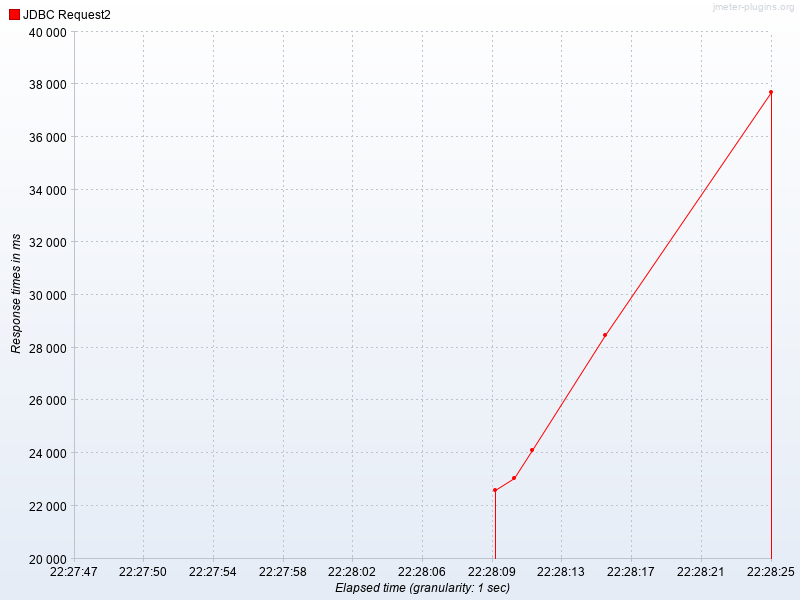 jmeter-plugins.org
JDBC Request2
40 000
38 000
36 000
34 000
32 000
30 000
28 000
26 000
24 000
22 000
20 000
Response times in ms
22:27:47 22:27:50 22:27:54 22:27:58 22:28:02 22:28:06 22:28:09 22:28:13 22:28:17 22:28:21 22:28:25
Elapsed time (granularity: 1 sec)